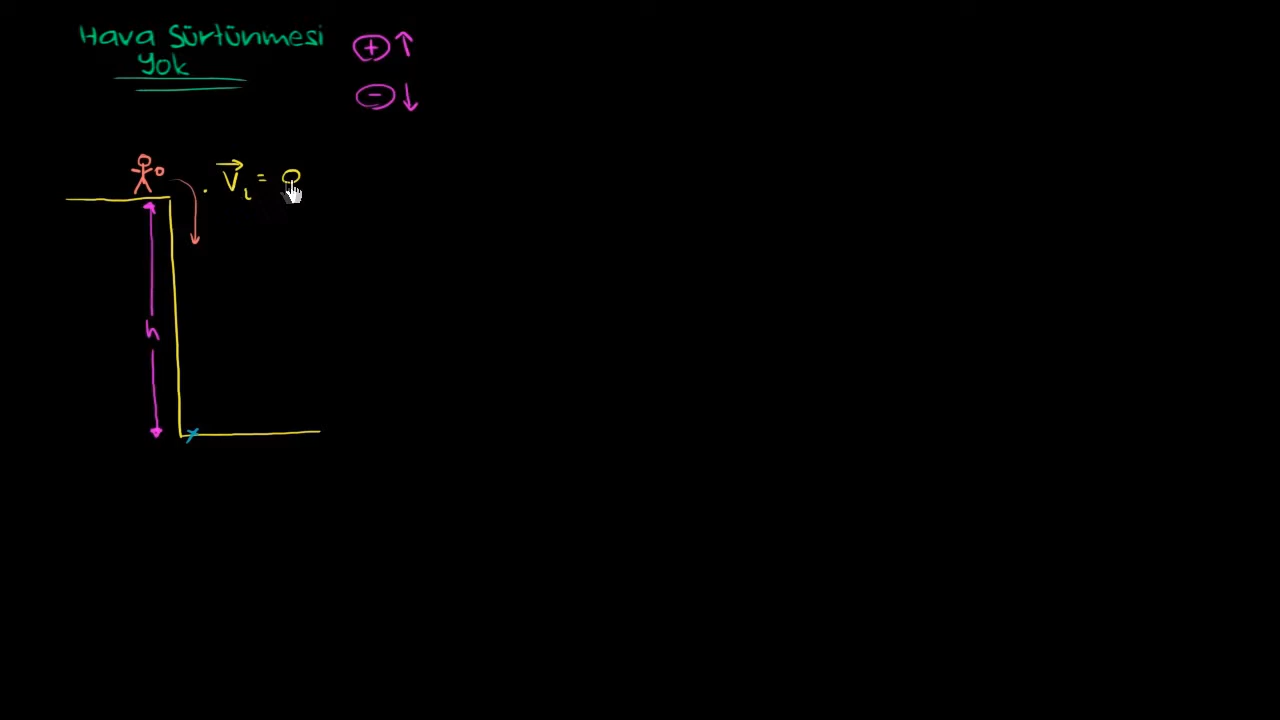 Hava Sürtünmesi
yok
+ ↑
- ↓
V⃗i = 0
h